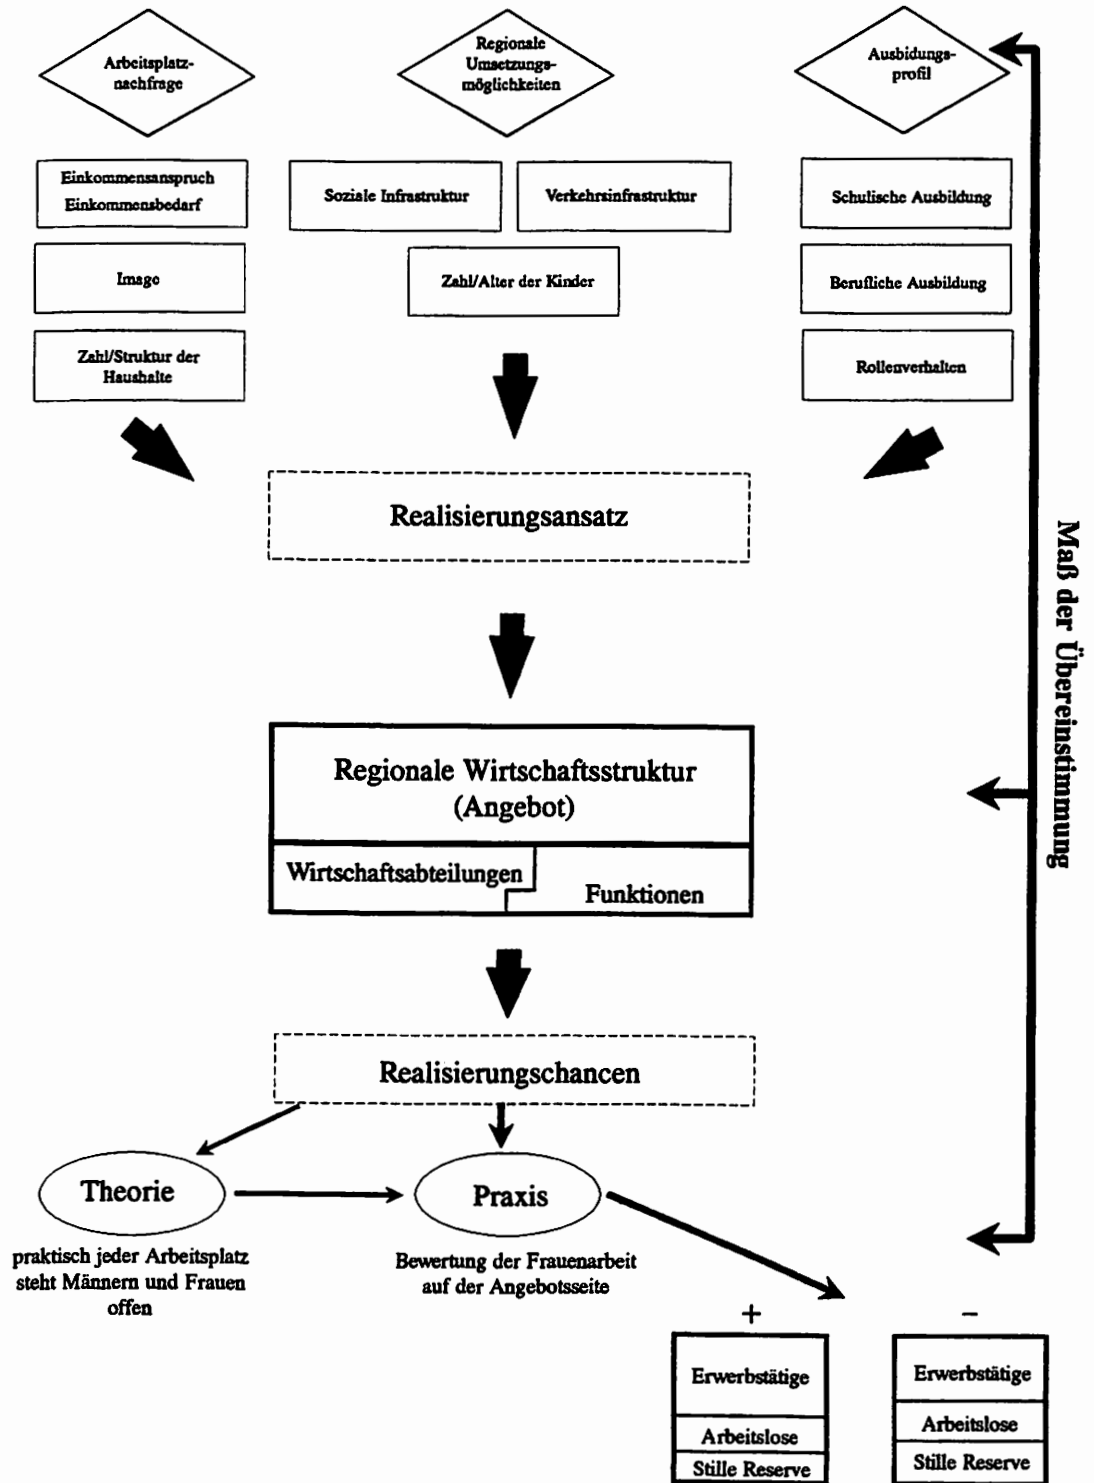 Arbeitsplatz-
nachfrage
Regionale
Umsetzungs-
möglichkeiten
Ausbidungs-
profil
Einkommensanspruch
Einkommensbedarf
Image
Zahl/Struktur der
Haushalte
Soziale Infrastruktur
Verkehrsinfrastruktur
Zahl/Alter der Kinder
Schulische Ausbildung
Berufliche Ausbildung
Rollenverhalten
Realisierungsansatz
Maß der Übereinstimmung
Regionale Wirtschaftsstruktur
(Angebot)
Wirtschaftsabteilungen
Funktionen
Realisierungschancen
Theorie
praktisch jeder Arbeitsplatz
steht Männern und Frauen
offen
Praxis
Bewertung der Frauenarbeit
auf der Angebotsseite
+
Erwerbstätige
Arbeitslose
Stille Reserve
–
Erwerbstätige
Arbeitslose
Stille Reserve